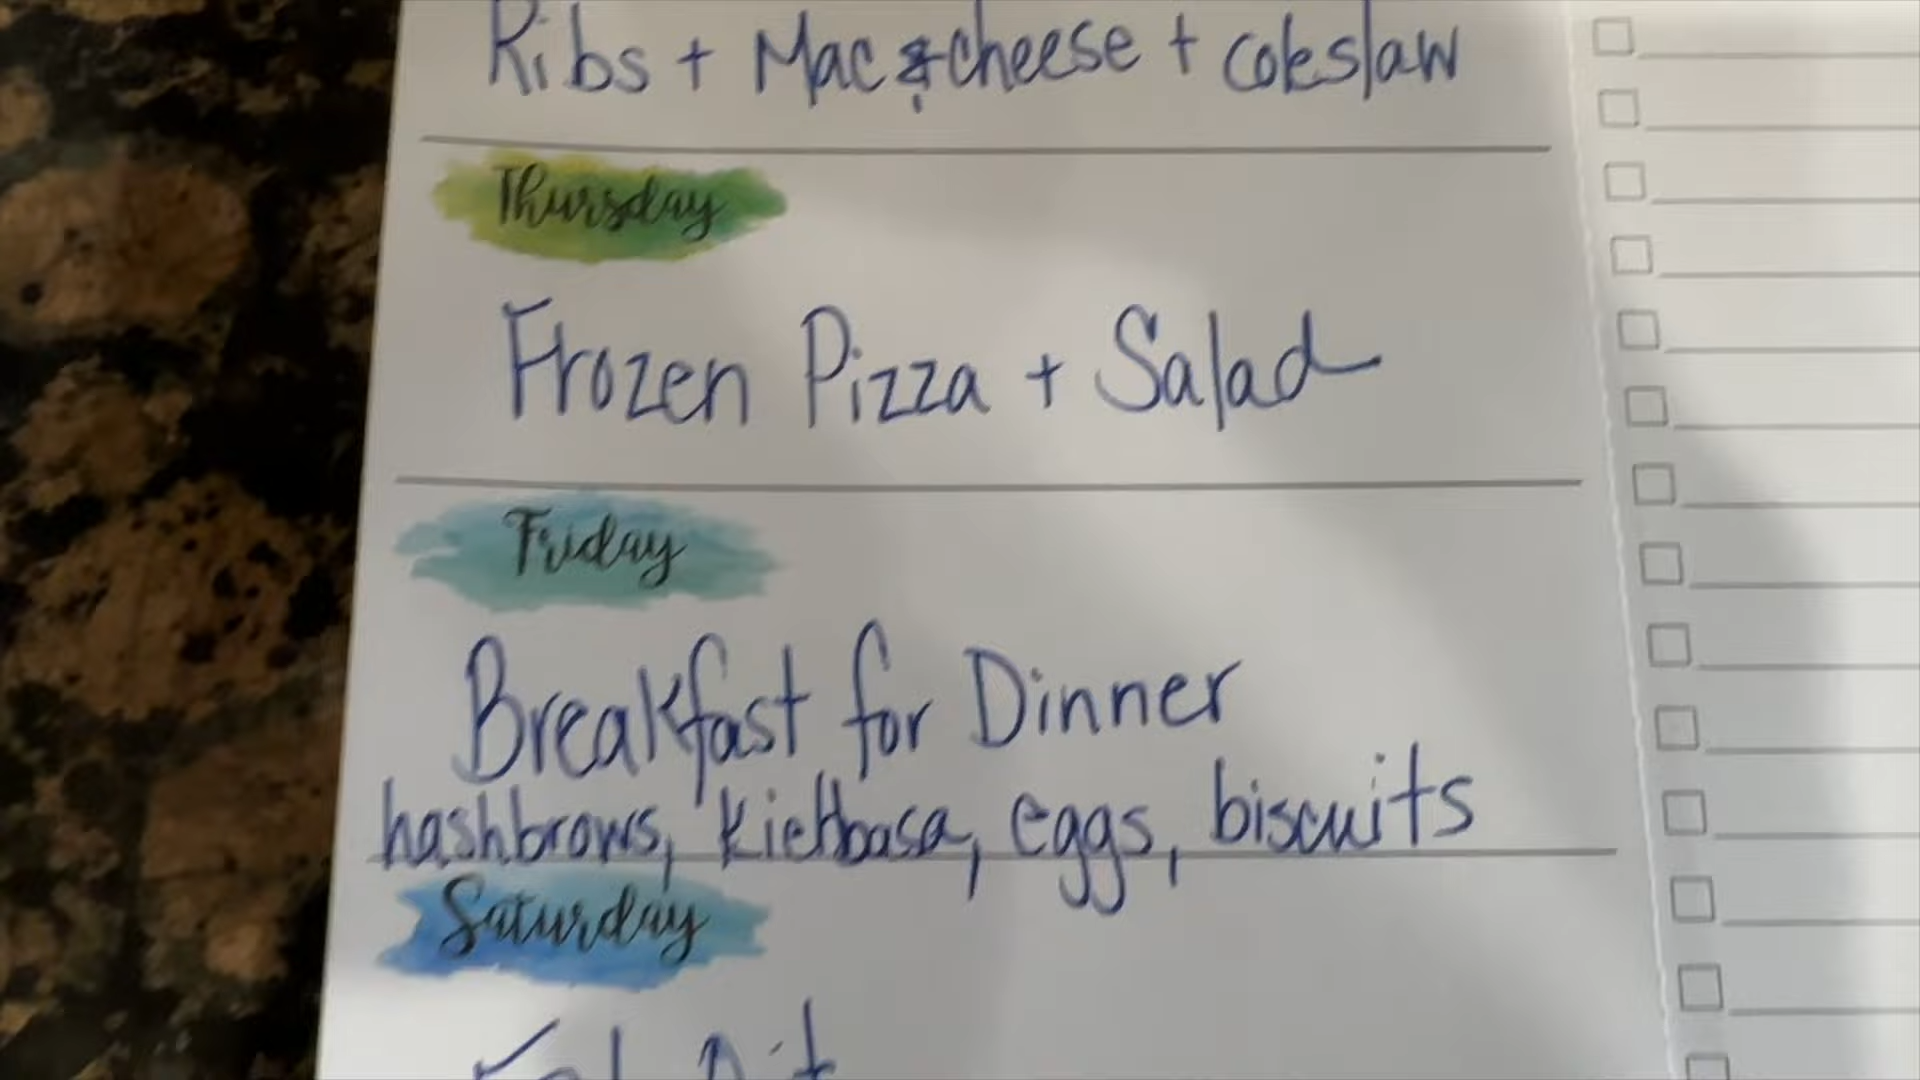 Ribs + Mac & cheese + coleslaw
Thursday
Frozen Pizza + Salad
Friday
Breakfast for Dinner
hashbrows, kielbasa, eggs, biscuits
Saturday